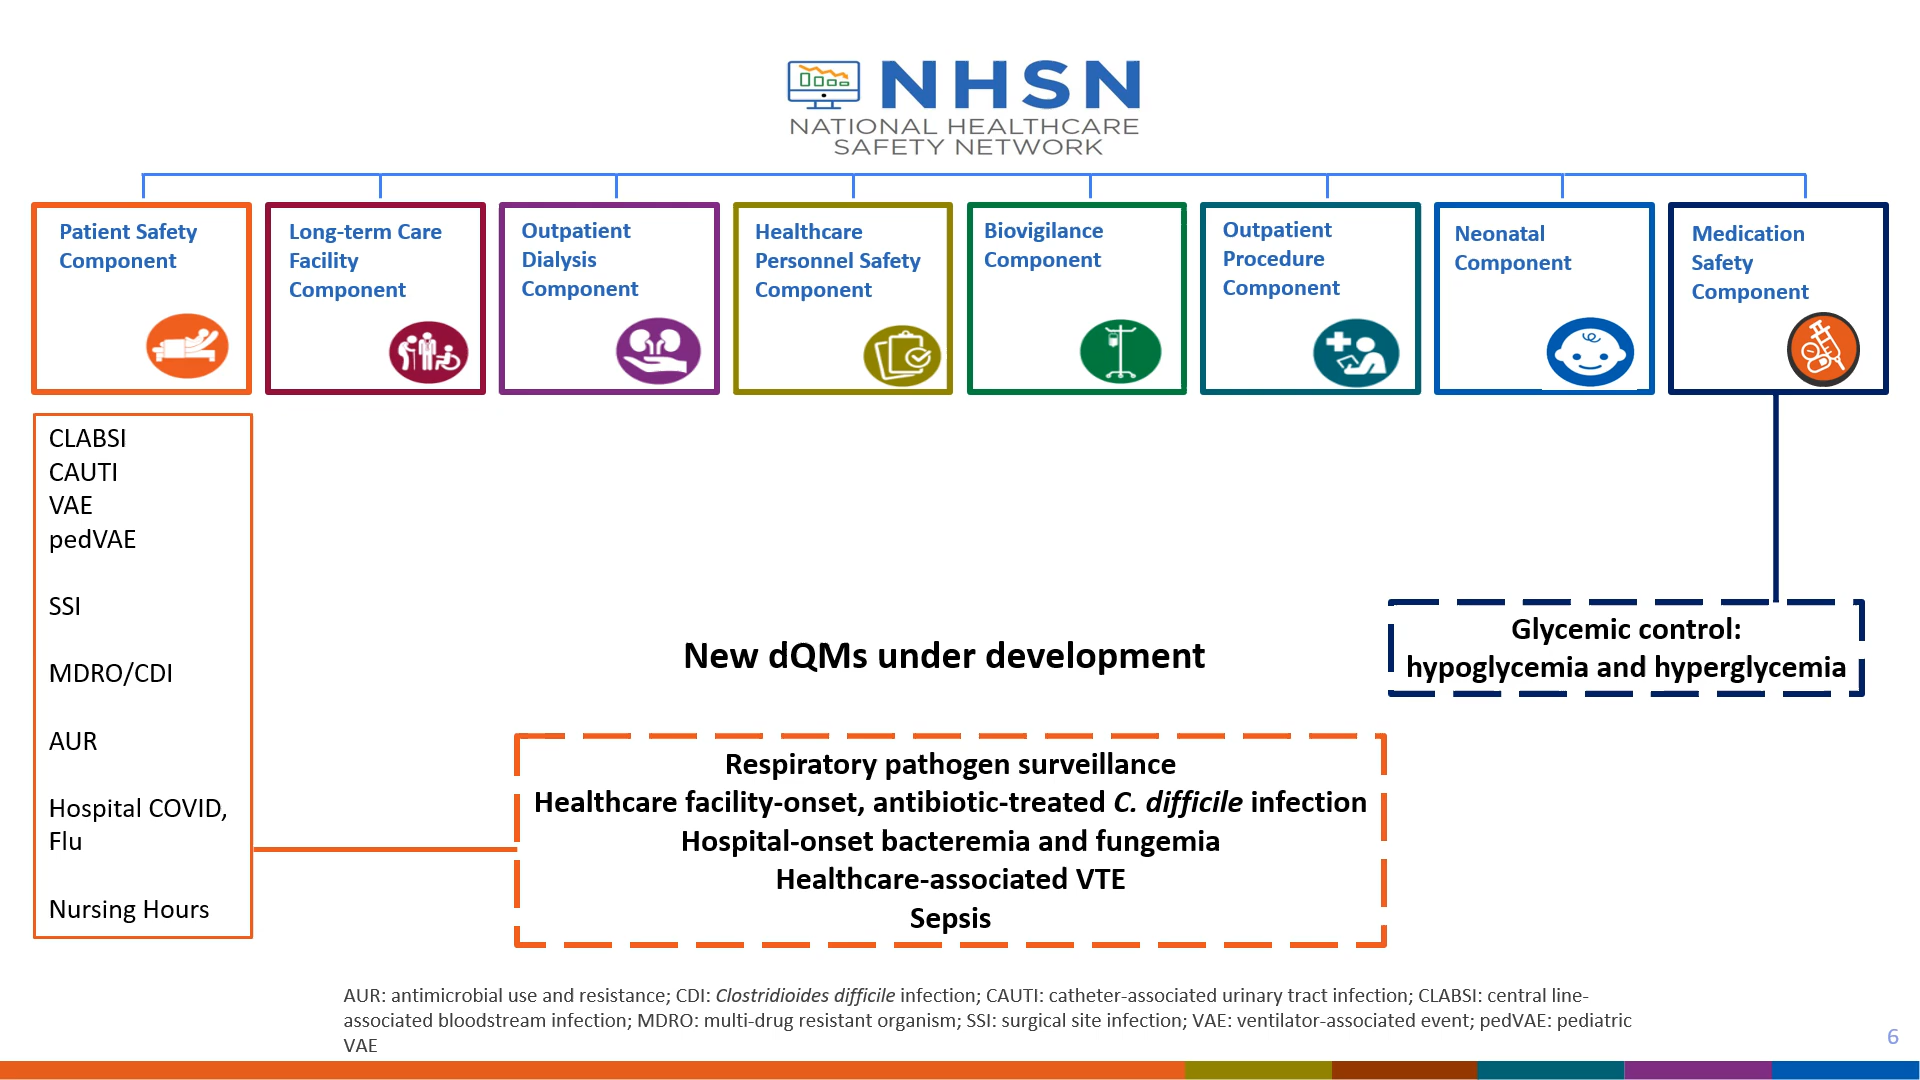 NHSN
NATIONAL HEALTHCARE
SAFETY NETWORK
Patient Safety
Component
Long-term Care
Facility
Component
Outpatient
Dialysis
Component
Healthcare
Personnel Safety
Component
Biovigilance
Component
Outpatient
Procedure
Component
Neonatal
Component
Medication
Safety
Component
CLABSI
CAUTI
VAE
pedVAE
SSI
MDRO/CDI
AUR
Hospital COVID,
Flu
Nursing Hours
New dQMs under development
Glycemic control:
hypoglycemia and hyperglycemia
Respiratory pathogen surveillance
Healthcare facility-onset, antibiotic-treated C. difficile infection
Hospital-onset bacteremia and fungemia
Healthcare-associated VTE
Sepsis
AUR: antimicrobial use and resistance; CDI: Clostridioides difficile infection; CAUTI: catheter-associated urinary tract infection; CLABSI: central line-
associated bloodstream infection; MDRO: multi-drug resistant organism; SSI: surgical site infection; VAE: ventilator-associated event; pedVAE: pediatric
VAE
6